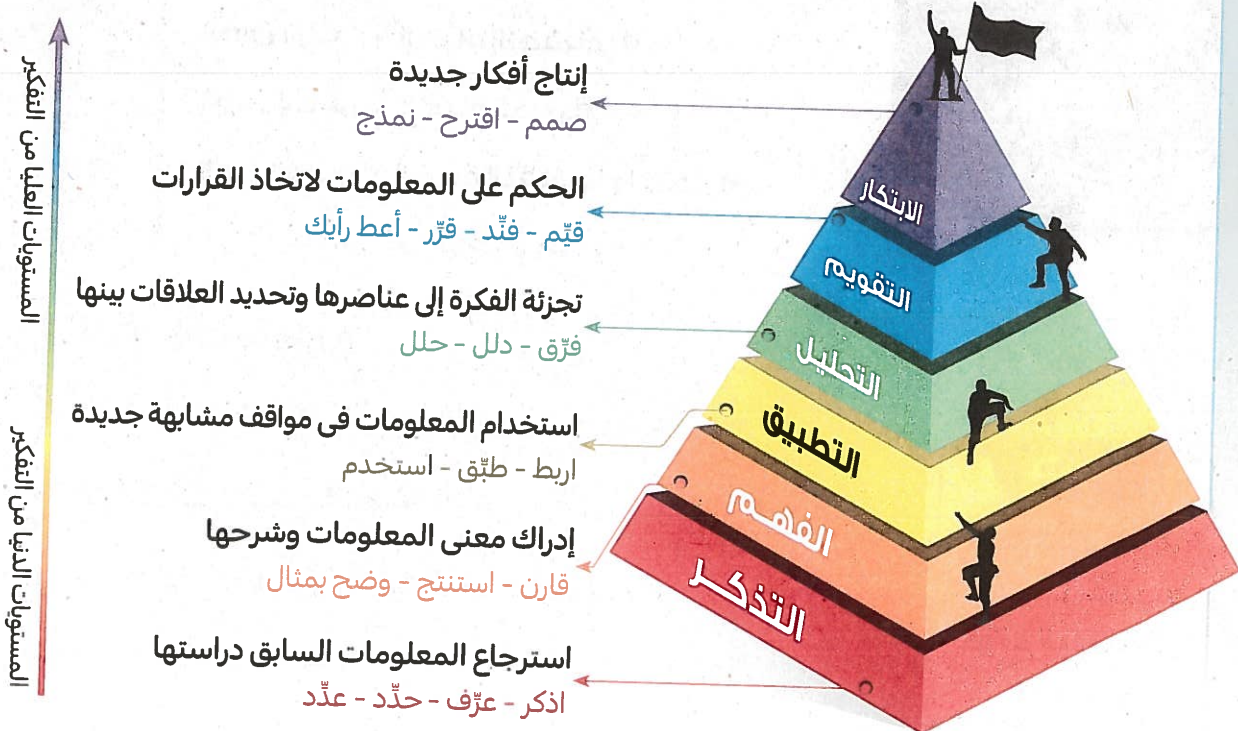 إنتاج أفكار جديدة
صمم - اقترح - نمذج
الابتكار
الحكم على المعلومات لاتخاذ القرارات
قيّم - فنّد - قرّر - أعط رأيك
التقويم
تجزئة الفكرة إلى عناصرها وتحديد العلاقات بينها
فرّق - دلل - حلل
التحليل
استخدام المعلومات فى مواقف مشابهة جديدة
اربط - طبّق - استخدم
التطبيق
إدراك معنى المعلومات وشرحها
قارن - استنتج - وضح بمثال
الفهم
استرجاع المعلومات السابق دراستها
اذكر - عرّف - حدّد - عدّد
التذكر
المستويات العليا من التفكير
المستويات الدنيا من التفكير